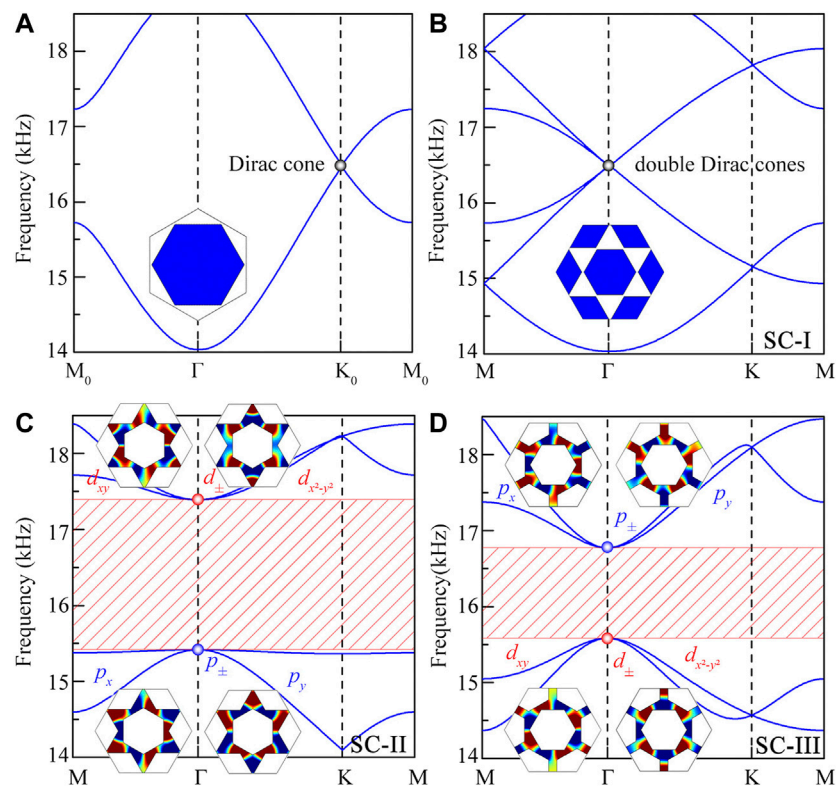 A
Frequency (kHz)
18
17
16
15
14
Dirac cone
M₀
Γ
K₀
M₀
B
Frequency(kHz)
18
17
16
15
14
double Dirac cones
SC-I
M
Γ
K
M
C
Frequency (kHz)
18
17
16
15
14
dxy
d±
dx²-y²
px
p±
py
SC-II
M
Γ
K
M
D
Frequency(kHz)
18
17
16
15
14
px
p±
py
dxy
d±
dx²-y²
SC-III
M
Γ
K
M